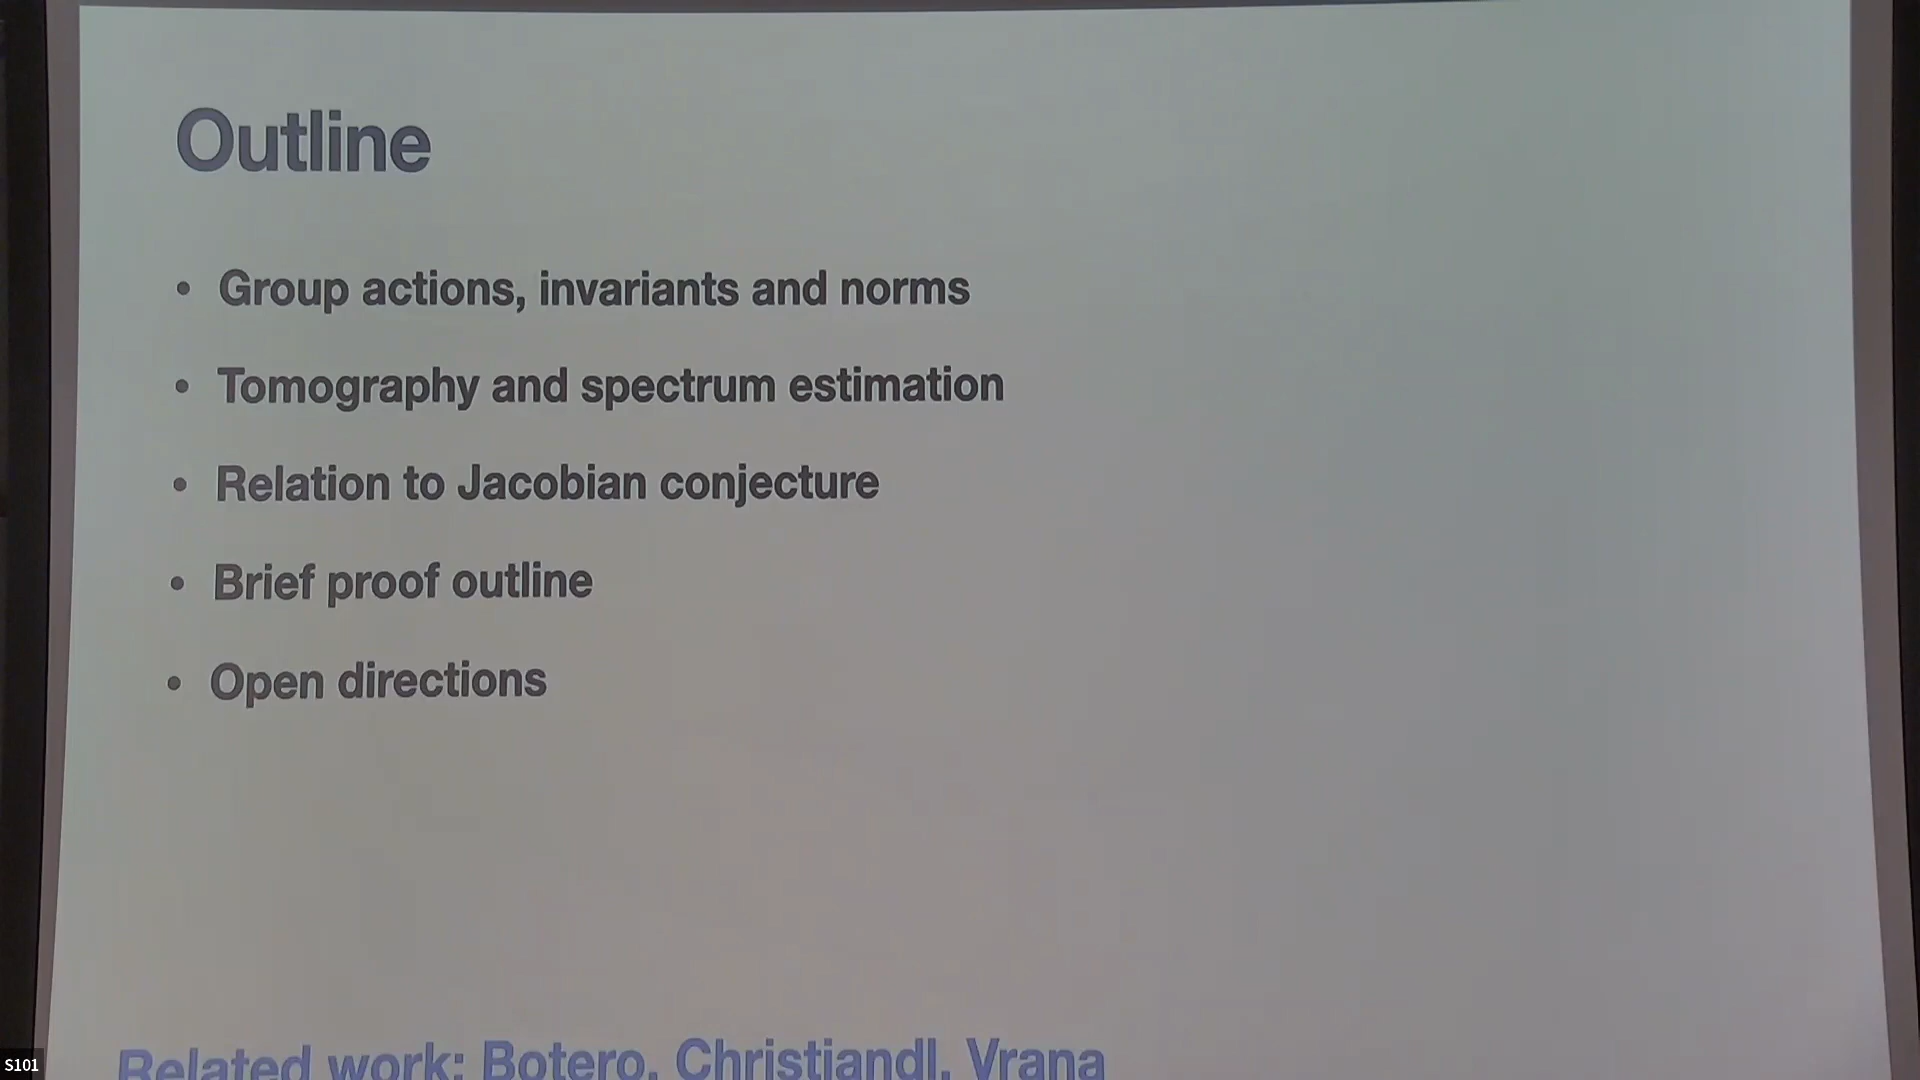 Outline
• Group actions, invariants and norms
• Tomography and spectrum estimation
• Relation to Jacobian conjecture
• Brief proof outline
• Open directions
Related work: Botero, Christiandl, Vrana
S101